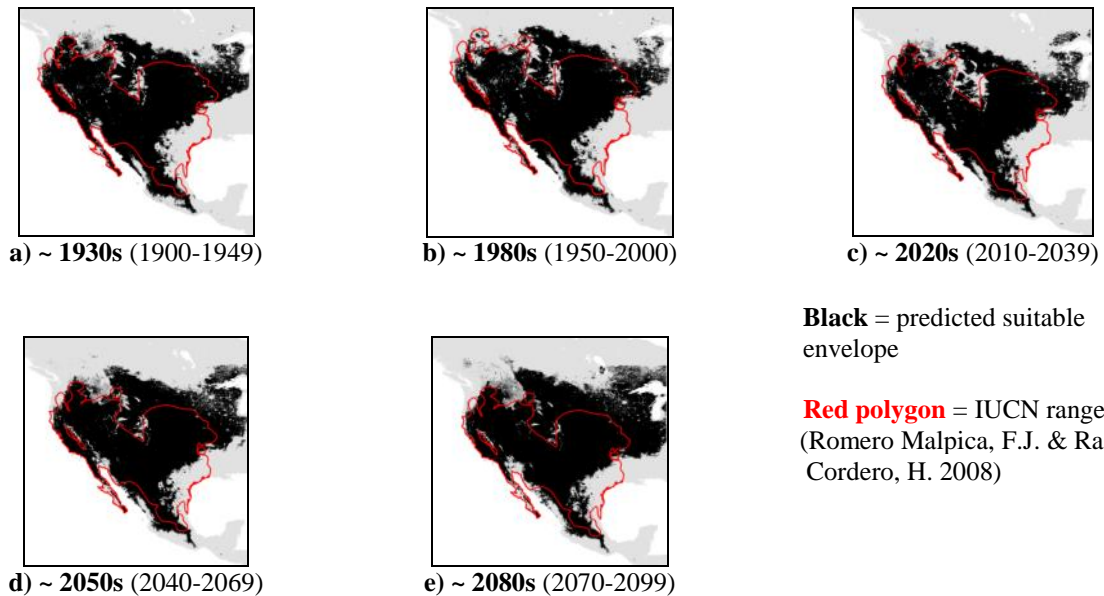 a) ~ 1930s (1900-1949)
b) ~ 1980s (1950-2000)
c) ~ 2020s (2010-2039)
Black = predicted suitable
envelope
Red polygon = IUCN range
(Romero Malpica, F.J. & Ra
Cordero, H. 2008)
d) ~ 2050s (2040-2069)
e) ~ 2080s (2070-2099)